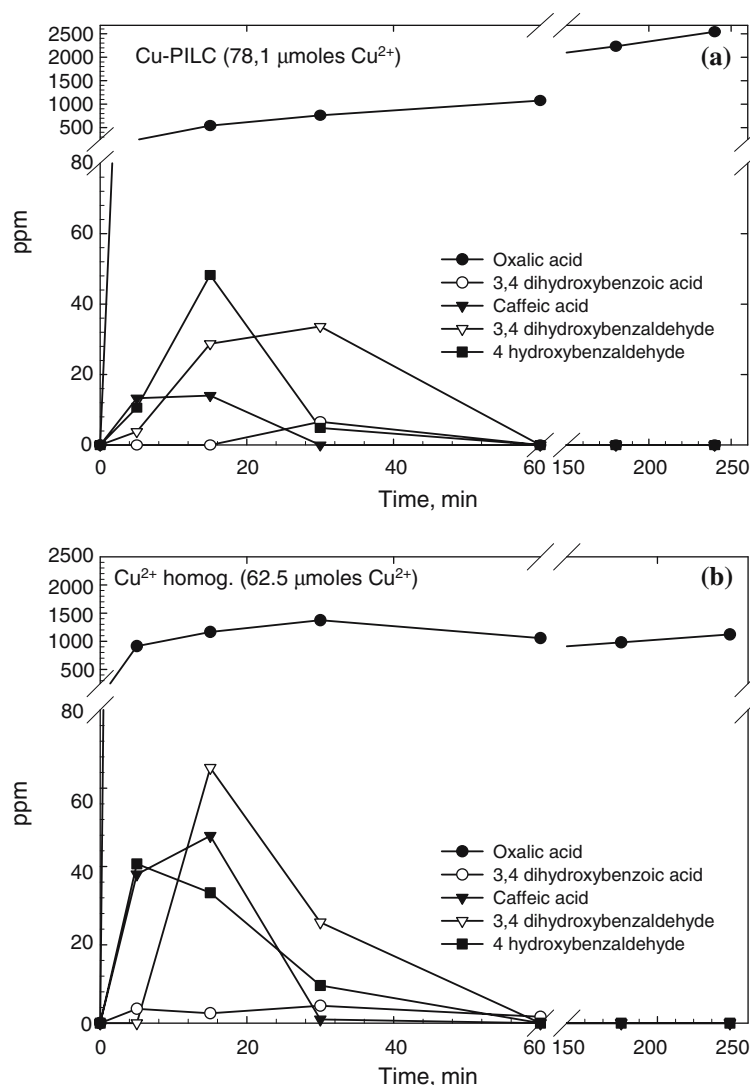 2500
2000
1500
1000
500
80
60
40
20
0
ppm
Cu-PILC (78,1 μmoles Cu²⁺)
(a)
Oxalic acid
3,4 dihydroxybenzoic acid
Caffeic acid
3,4 dihydroxybenzaldehyde
4 hydroxybenzaldehyde
0 20 40 60 150 200 250
Time, min
2500
2000
1500
1000
500
80
60
40
20
0
ppm
Cu²⁺ homog. (62.5 μmoles Cu²⁺)
(b)
Oxalic acid
3,4 dihydroxybenzoic acid
Caffeic acid
3,4 dihydroxybenzaldehyde
4 hydroxybenzaldehyde
0 20 40 60 150 200 250
Time, min